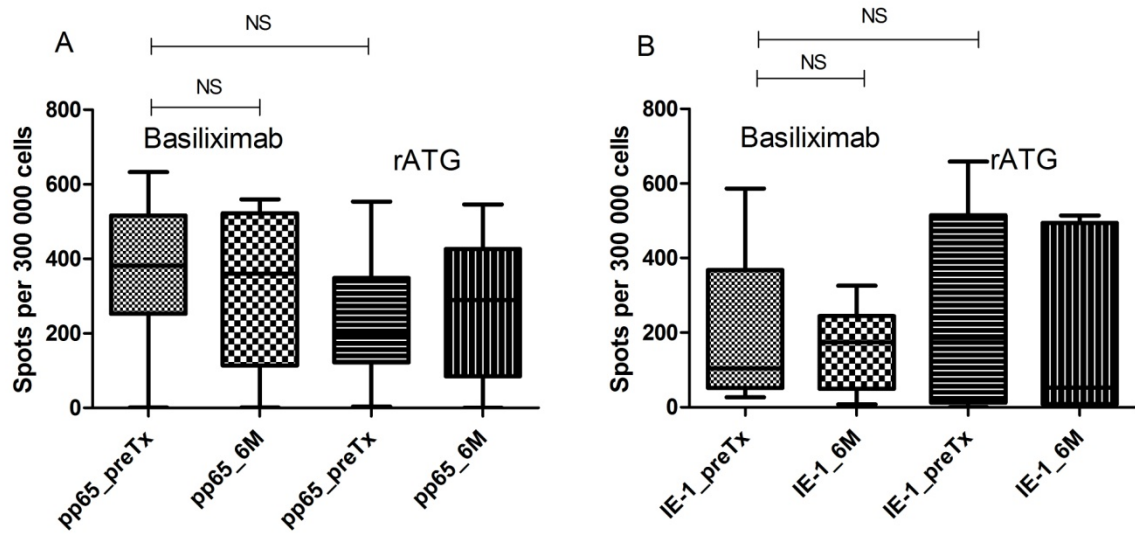 A
NS
NS
Basiliximab
rATG
Spots per 300 000 cells
800
600
400
200
0
pp65_preTx
pp65_6M
pp65_preTx
pp65_6M
B
NS
NS
Basiliximab
rATG
Spots per 300 000 cells
800
600
400
200
0
IE-1_preTx
IE-1_6M
IE-1_preTx
IE-1_6M